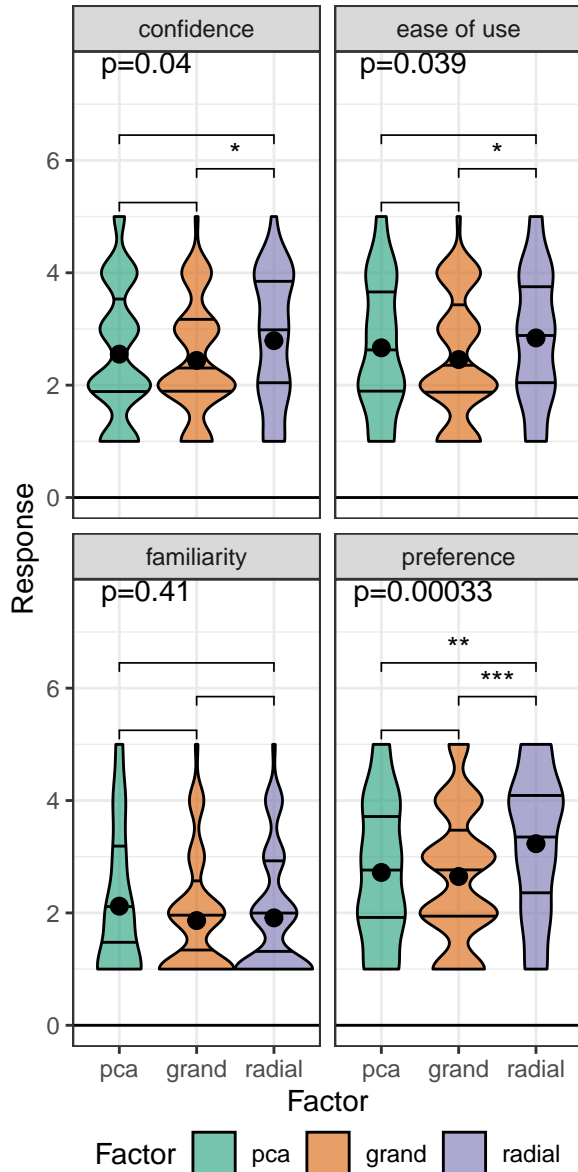 confidence
ease of use
p=0.04
p=0.039
*
*
6
4
2
0
familiarity
preference
p=0.41
p=0.00033
**
***
6
4
2
0
Response
pca grand radial
pca grand radial
Factor
Factor pca grand radial